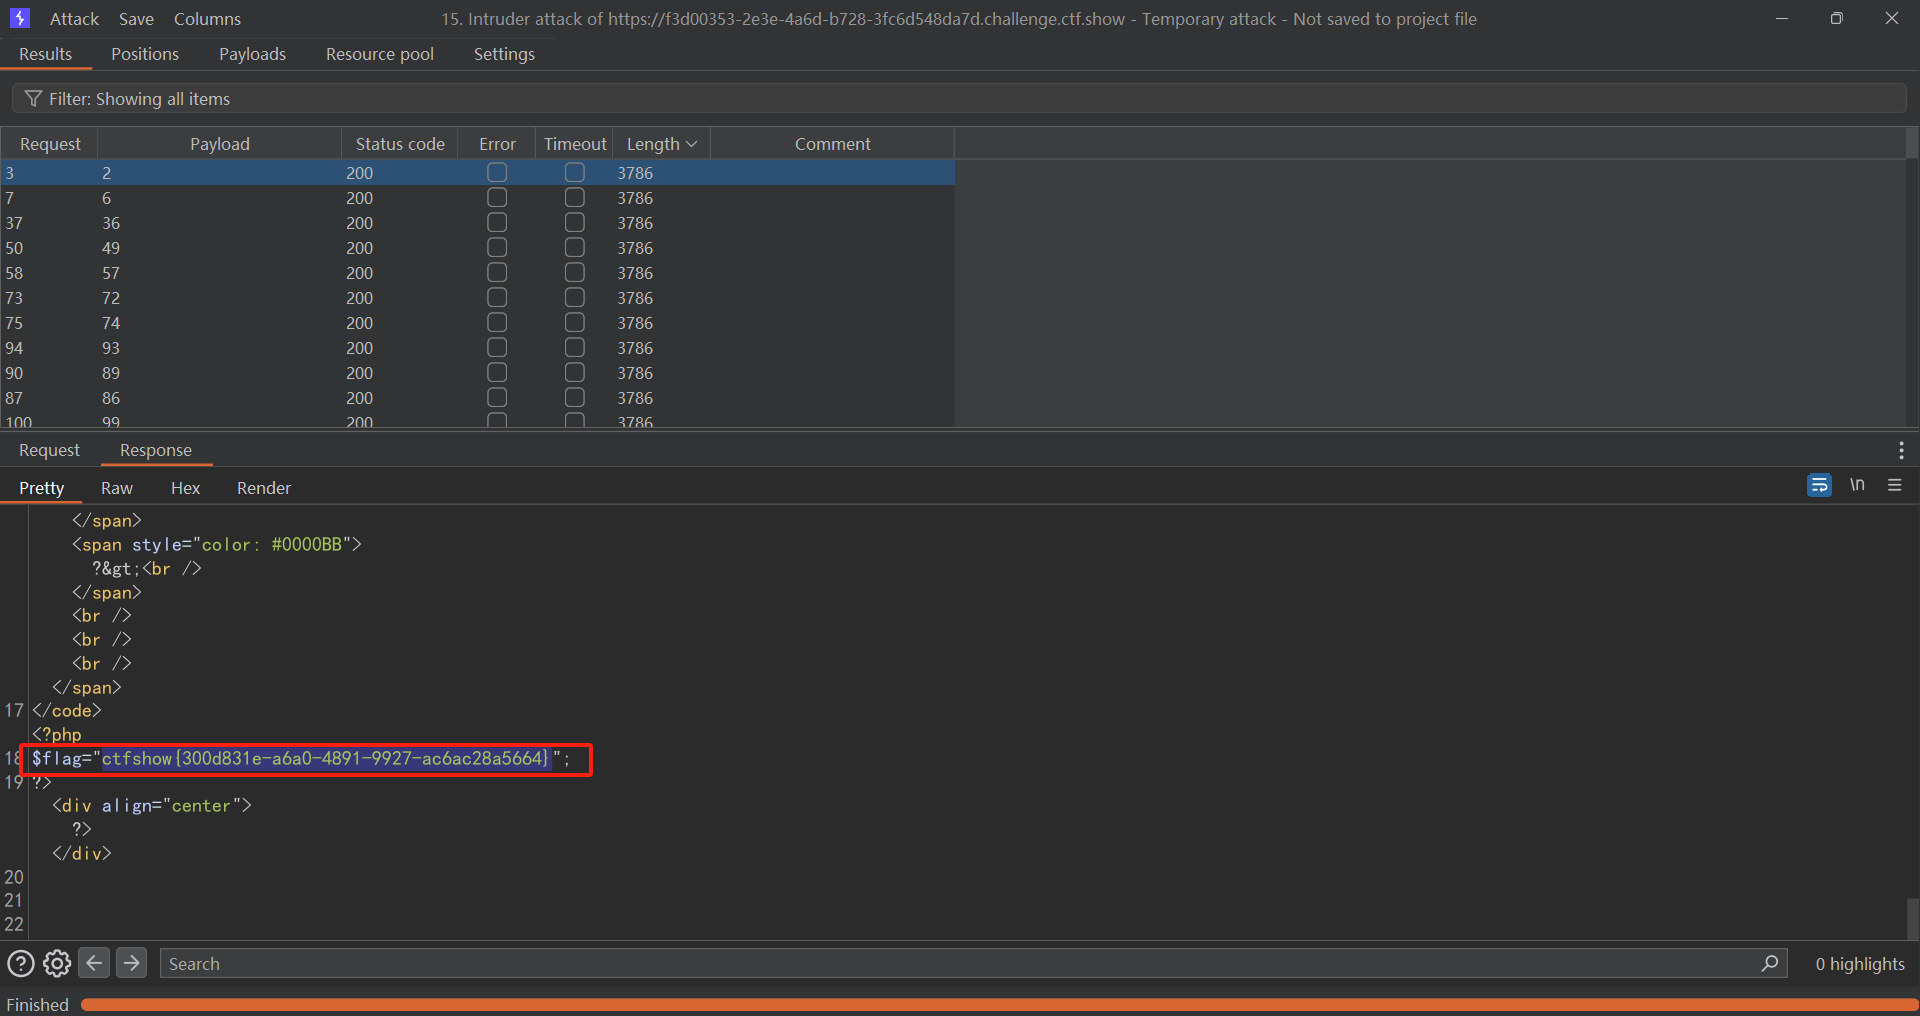 Attack Save Columns 15. Intruder attack of https://f3d00353-2e3e-4a6d-b728-3fc6d548da7d.challenge.ctf.show - Temporary attack - Not saved to project file
Results Positions Payloads Resource pool Settings
Filter: Showing all items
Request Payload Status code Error Timeout Length Comment
3 2 200 3786
7 6 200 3786
37 36 200 3786
50 49 200 3786
58 57 200 3786
73 72 200 3786
75 74 200 3786
94 93 200 3786
90 89 200 3786
87 86 200 3786
100 99 200 3786
Request Response
Pretty Raw Hex Render \n
</span>
<span style="color: #0000BB">
?&gt;<br />
</span>
<br />
<br />
<br />
</span>
17 </code>
<?php
18 $flag="ctfshow{300d831e-a6a0-4891-9927-ac6ac28a5664}";
19 ?>
<div align="center">
?>
</div>
20
21
22
Search 0 highlights
Finished